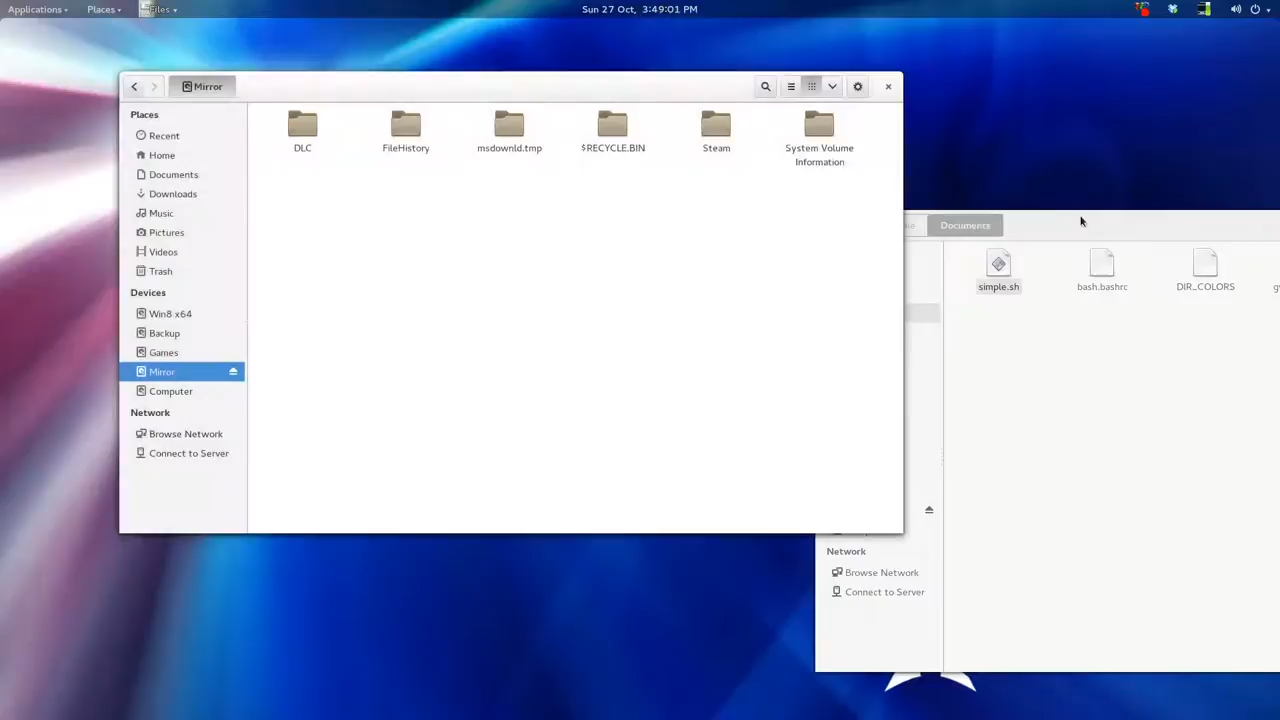 Applications Places Files Sun 27 Oct, 3:49:01 PM
Mirror
Places
Recent
Home
Documents
Downloads
Music
Pictures
Videos
Trash
Devices
Win8 x64
Backup
Games
Mirror
Computer
Network
Browse Network
Connect to Server
DLC FileHistory msdownld.tmp $RECYCLE.BIN Steam System Volume
Information
Documents
simple.sh bash.bashrc DIR_COLORS
Network
Browse Network
Connect to Server